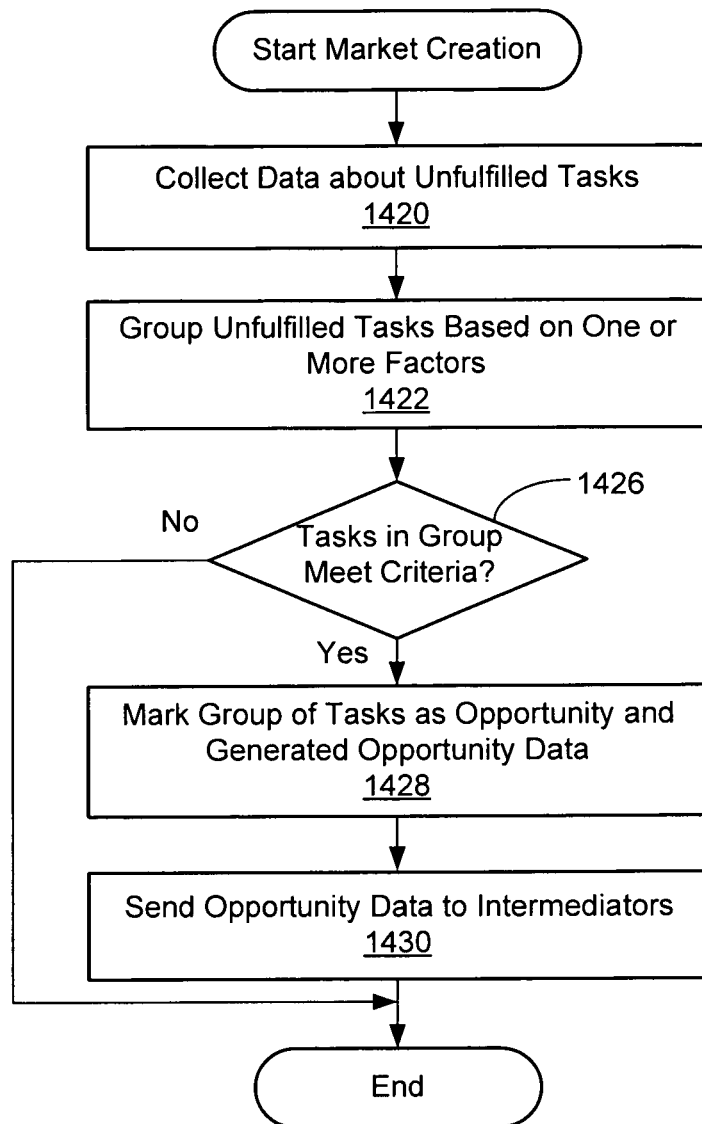 Start Market Creation
Collect Data about Unfulfilled Tasks
1420
Group Unfulfilled Tasks Based on One or
More Factors
1422
1426
No
Tasks in Group
Meet Criteria?
Yes
Mark Group of Tasks as Opportunity and
Generated Opportunity Data
1428
Send Opportunity Data to Intermediators
1430
End